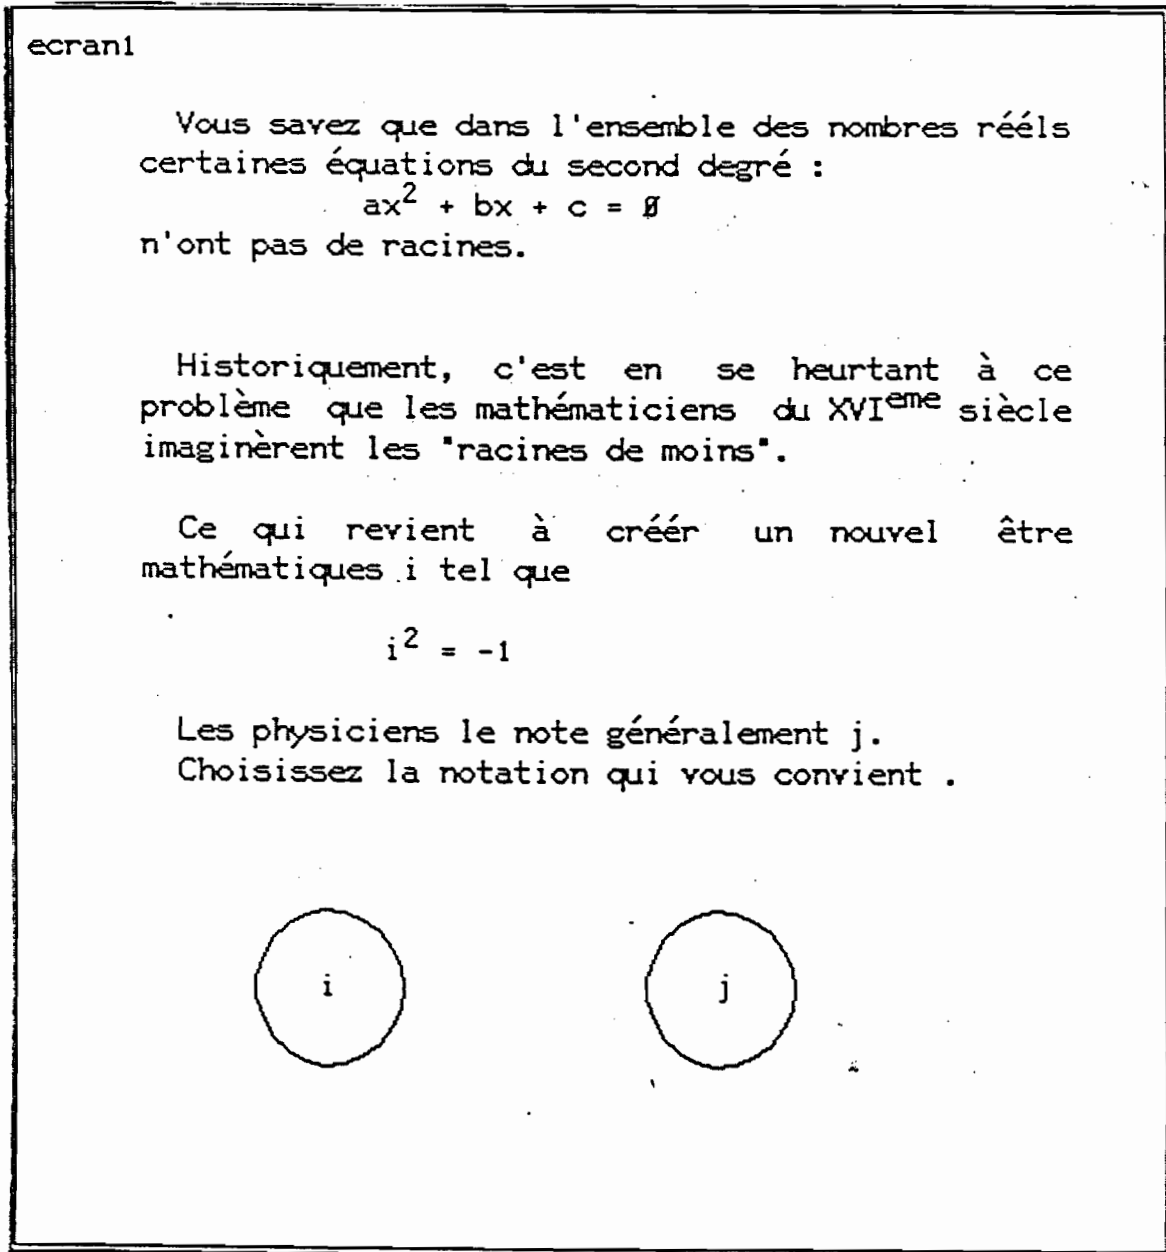 ecran1
Vous savez que dans l'ensemble des nombres réels
certaines équations du second degré :
ax² + bx + c = 0
n'ont pas de racines.
Historiquement, c'est en se heurtant à ce
problème que les mathématiciens du XVIeme siècle
imaginèrent les "racines de moins".
Ce qui revient à créér un nouvel être
mathématiques i tel que
i² = -1
Les physiciens le note généralement j.
Choisissez la notation qui vous convient .
i j